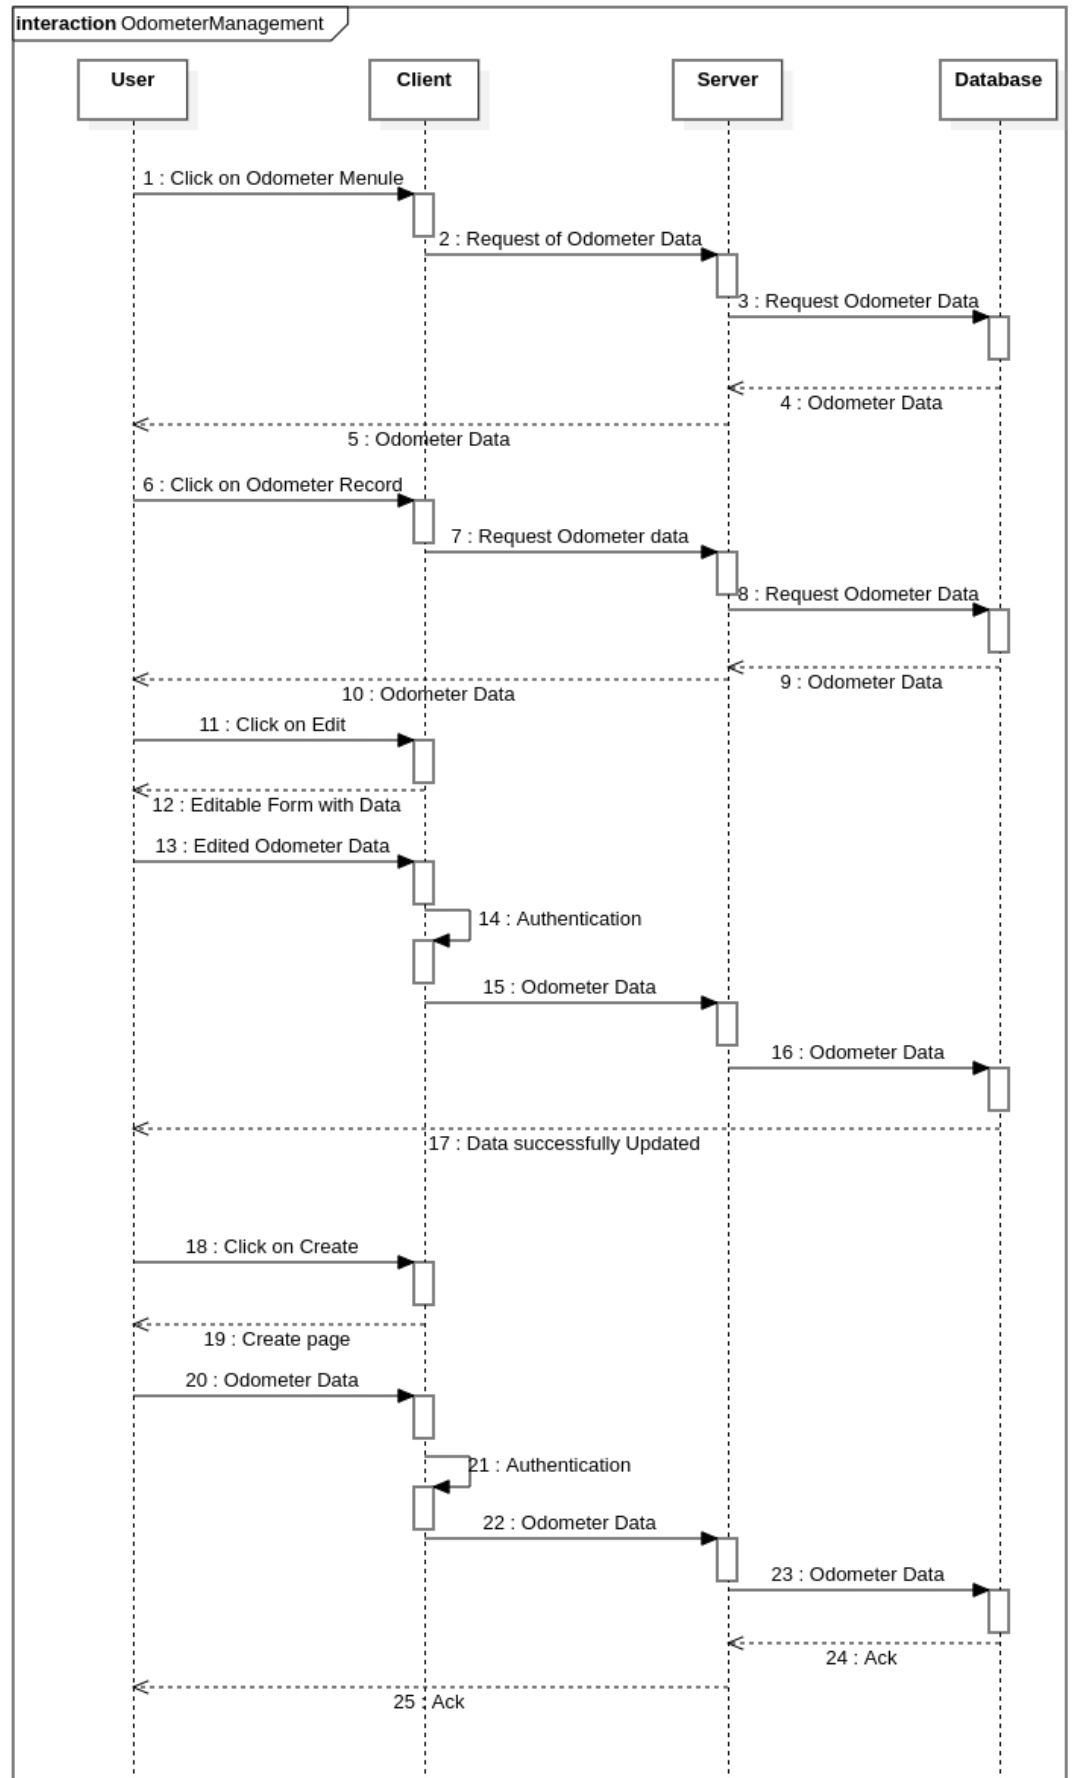 interaction OdometerManagement
User
Client
Server
Database
1 : Click on Odometer Menule
2 : Request of Odometer Data
3 : Request Odometer Data
4 : Odometer Data
5 : Odometer Data
6 : Click on Odometer Record
7 : Request Odometer data
8 : Request Odometer Data
9 : Odometer Data
10 : Odometer Data
11 : Click on Edit
12 : Editable Form with Data
13 : Edited Odometer Data
14 : Authentication
15 : Odometer Data
16 : Odometer Data
17 : Data successfully Updated
18 : Click on Create
19 : Create page
20 : Odometer Data
21 : Authentication
22 : Odometer Data
23 : Odometer Data
24 : Ack
25 : Ack